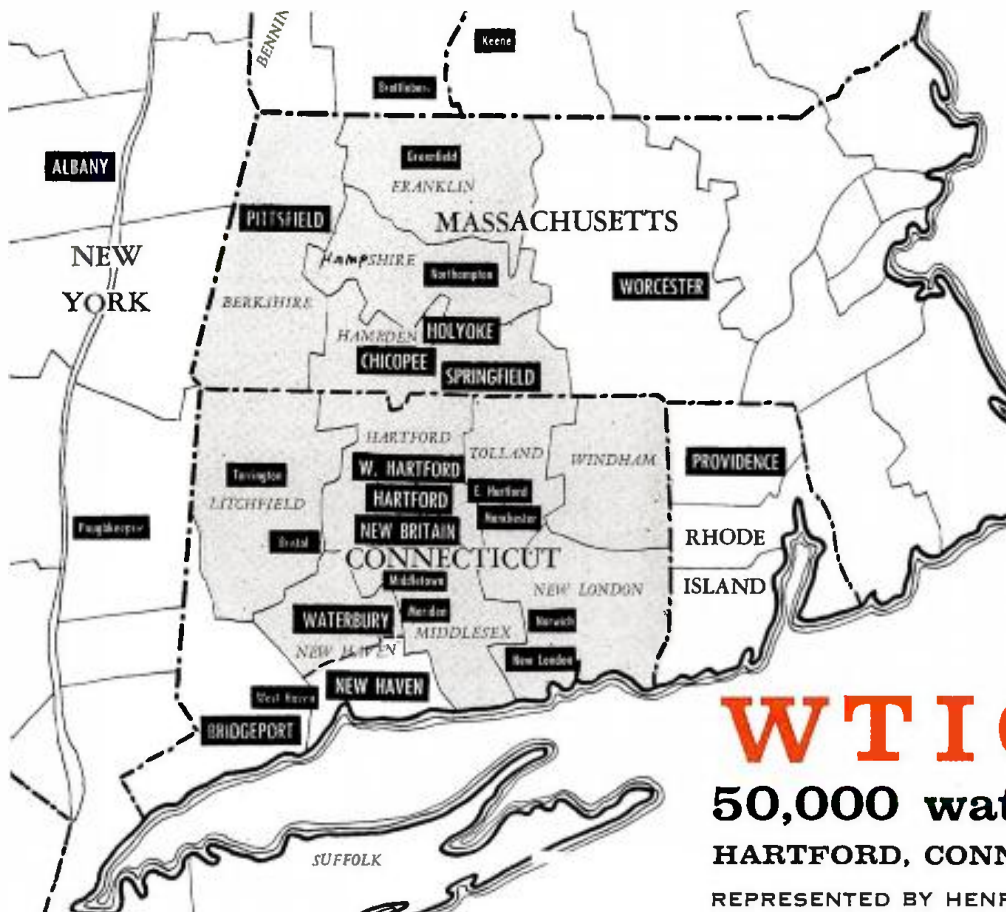 BENNIN
Keene
Brattleboro
ALBANY
Greenfield
FRANKLIN
PITTSFIELD
MASSACHUSETTS
NEW
YORK
HAMPSHIRE
Northampton
WORCESTER
BERKSHIRE
HAMPDEN
HOLYOKE
CHICOPEE
SPRINGFIELD
HARTFORD
TOLLAND
WINDHAM
W. HARTFORD
PROVIDENCE
Torrington
LITCHFIELD
E. Hartford
HARTFORD
Manchester
Poughkeepsie
NEW BRITAIN
Bristol
RHODE
ISLAND
CONNECTICUT
Middletown
NEW LONDON
WATERBURY
Meriden
MIDDLESEX
Norwich
NEW HAVEN
New London
NEW HAVEN
West Haven
BRIDGEPORT
WTIC
50,000 wat
HARTFORD, CONN
REPRESENTED BY HENR
SUFFOLK